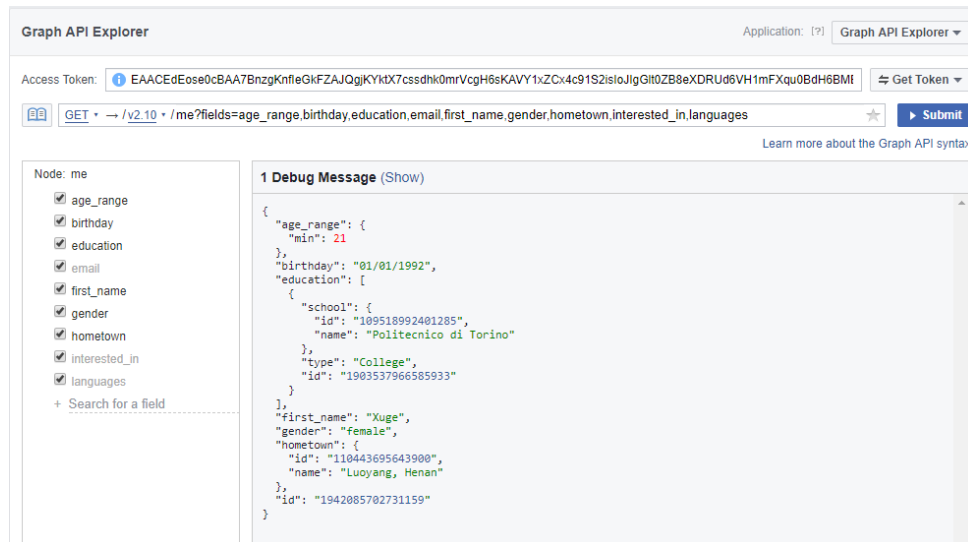 Graph API Explorer
Application: [?] Graph API Explorer
Access Token: EAACEdEose0cBAA7BnzgKnfIeGkFZAJQgjKYktX7cssdhk0mrVcgH6sKAVY1xZCx4c91S2isIoJIgGlt0ZB8eXDRUd6VH1mFXqu0BdH6BME Get Token
GET → /v2.10 /me?fields=age_range,birthday,education,email,first_name,gender,hometown,interested_in,languages Submit
Learn more about the Graph API syntax
Node: me
age_range
birthday
education
email
first_name
gender
hometown
interested_in
languages
+ Search for a field
1 Debug Message (Show)
{
"age_range": {
"min": 21
},
"birthday": "01/01/1992",
"education": [
{
"school": {
"id": "109518992401285",
"name": "Politecnico di Torino"
},
"type": "College",
"id": "1903537966585933"
}
],
"first_name": "Xuge",
"gender": "female",
"hometown": {
"id": "110443695643900",
"name": "Luoyang, Henan"
},
"id": "1942085702731159"
}